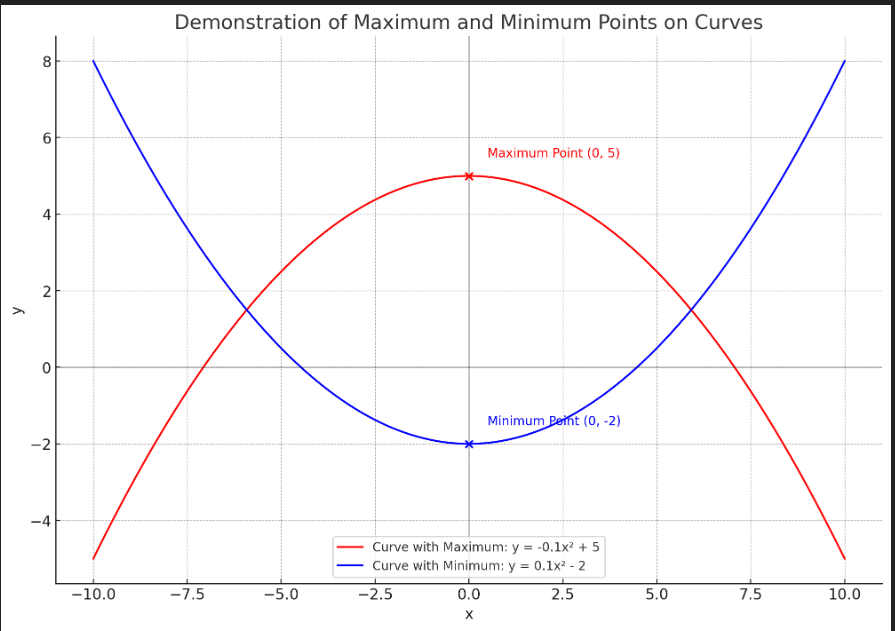 Demonstration of Maximum and Minimum Points on Curves
8
6
4
2
0
−2
−4
y
Maximum Point (0, 5)
Minimum Point (0, -2)
Curve with Maximum: y = -0.1x² + 5
Curve with Minimum: y = 0.1x² - 2
−10.0 −7.5 −5.0 −2.5 0.0 2.5 5.0 7.5 10.0
x